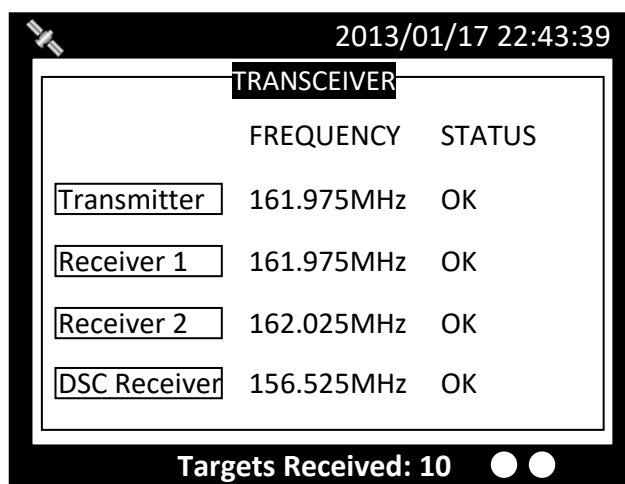 2013/01/17 22:43:39
TRANSCEIVER
FREQUENCY STATUS
Transmitter 161.975MHz OK
Receiver 1 161.975MHz OK
Receiver 2 162.025MHz OK
DSC Receiver 156.525MHz OK
Targets Received: 10